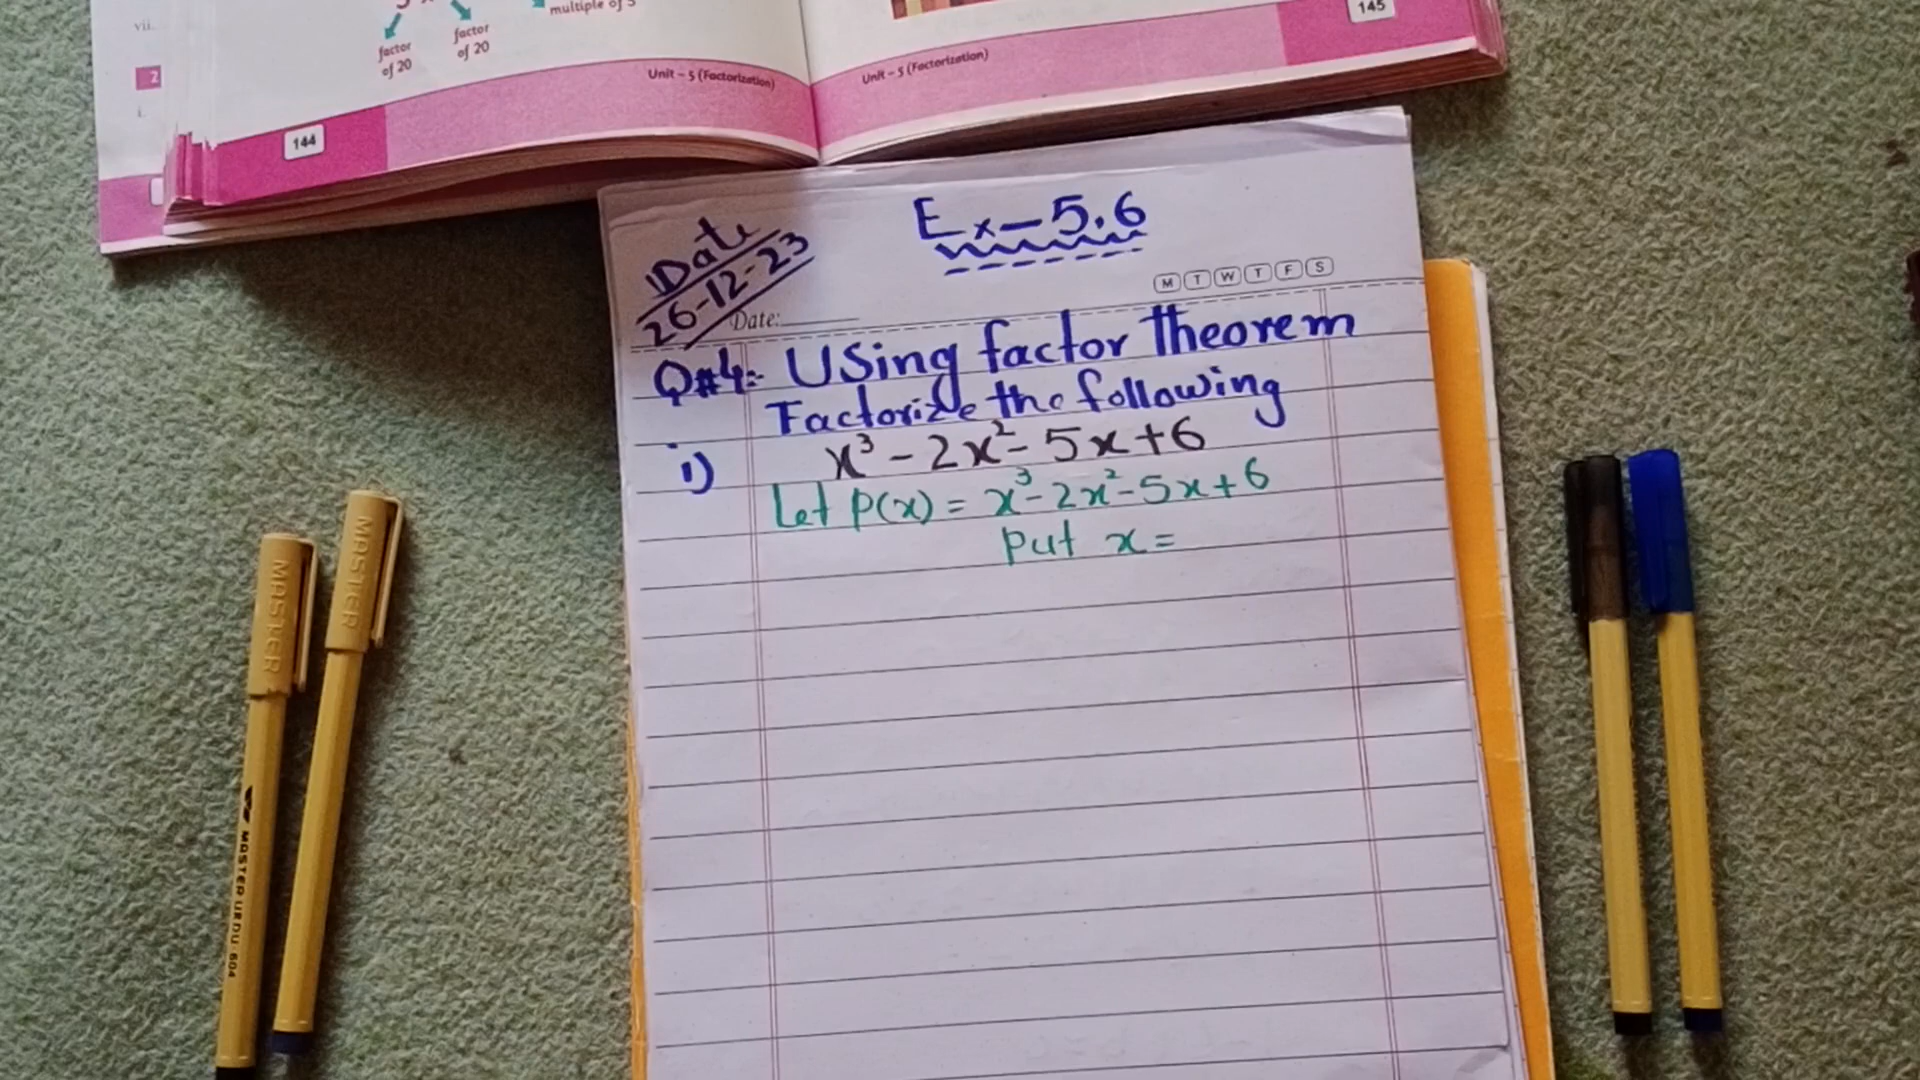 vii.
2
i.
multiple of 5
factor
of 20
factor
of 20
Unit – 5 (Factorization)
144
Unit – 5 (Factorization)
145
Ex – 5.6
Date
26-12-23
M T W T F S
Date:
Q#4:- Using factor Theorem
Factorize the following
i) x³ - 2x² - 5x + 6
Let P(x) = x³ - 2x² - 5x + 6
put x =
MASTER
MASTER
MASTER URDU 604